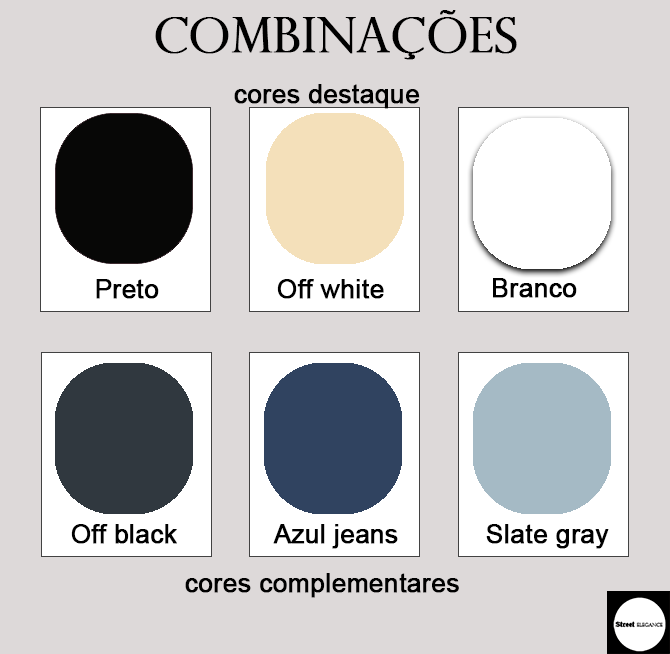 COMBINAÇÕES
cores destaque
Preto
Off white
Branco
Off black
Azul jeans
Slate gray
cores complementares
Street ELEGANCE